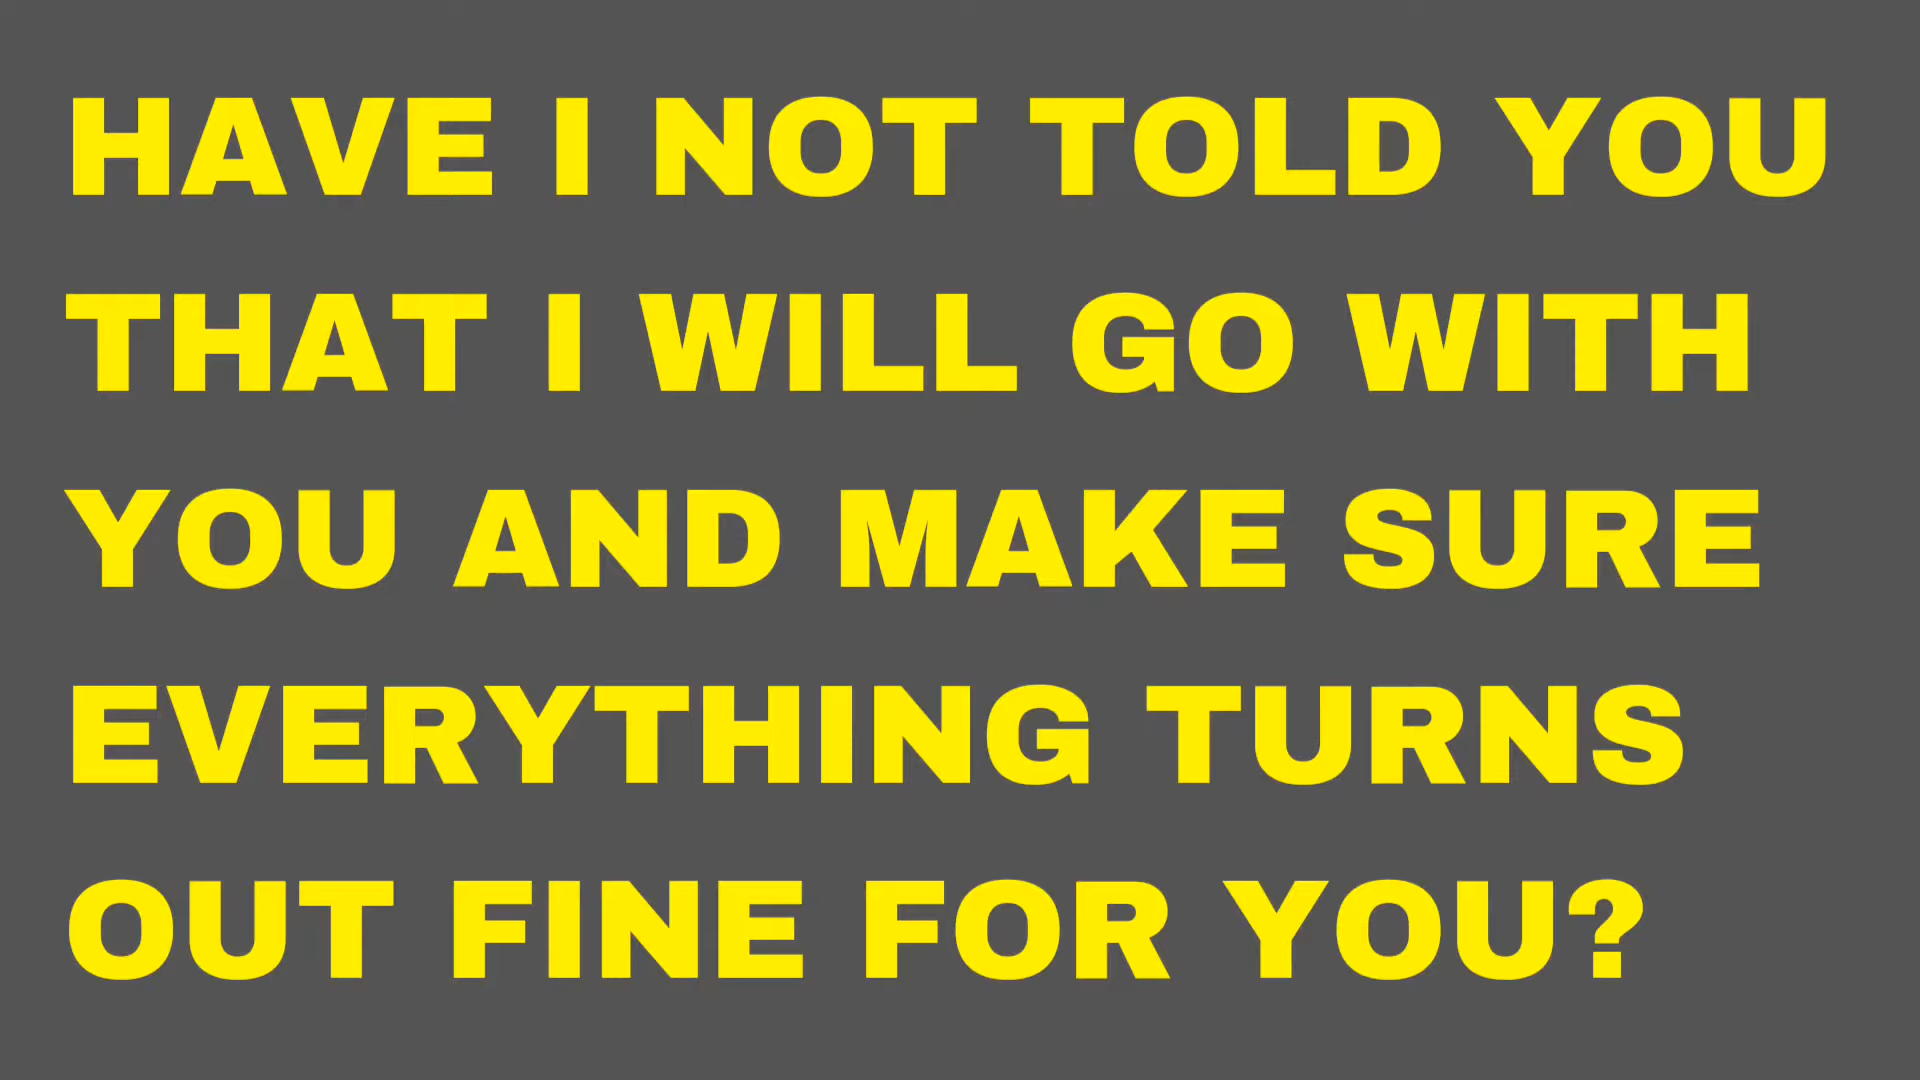 HAVE I NOT TOLD YOU
THAT I WILL GO WITH
YOU AND MAKE SURE
EVERYTHING TURNS
OUT FINE FOR YOU?